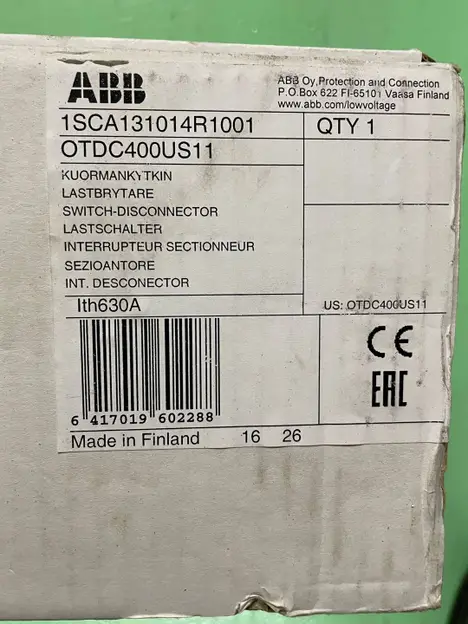 ABB
ABB Oy, Protection and Connection
P.O.Box 622 FI-65101 Vaasa Finland
www.abb.com/lowvoltage
1SCA131014R1001
QTY 1
OTDC400US11
KUORMANKYTKIN
LASTBRYTARE
SWITCH-DISCONNECTOR
LASTSCHALTER
INTERRUPTEUR SECTIONNEUR
SEZIOANTORE
INT. DESCONECTOR
US: OTDC400US11
Ith630A
CE
EAC
6 417019 602288
Made in Finland 16 26